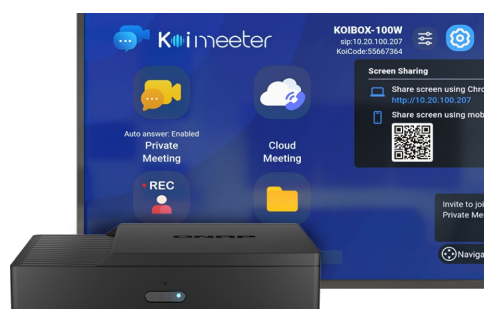 Koimeeter
KOIBOX-100W
sip:10.20.100.207
KoiCode:55667364
Screen Sharing
Share screen using Chro
http://10.20.100.207
Share screen using mob
Auto answer: Enabled
Private
Meeting
Cloud
Meeting
REC
Invite to joi
Private Me
Naviga
QNAP